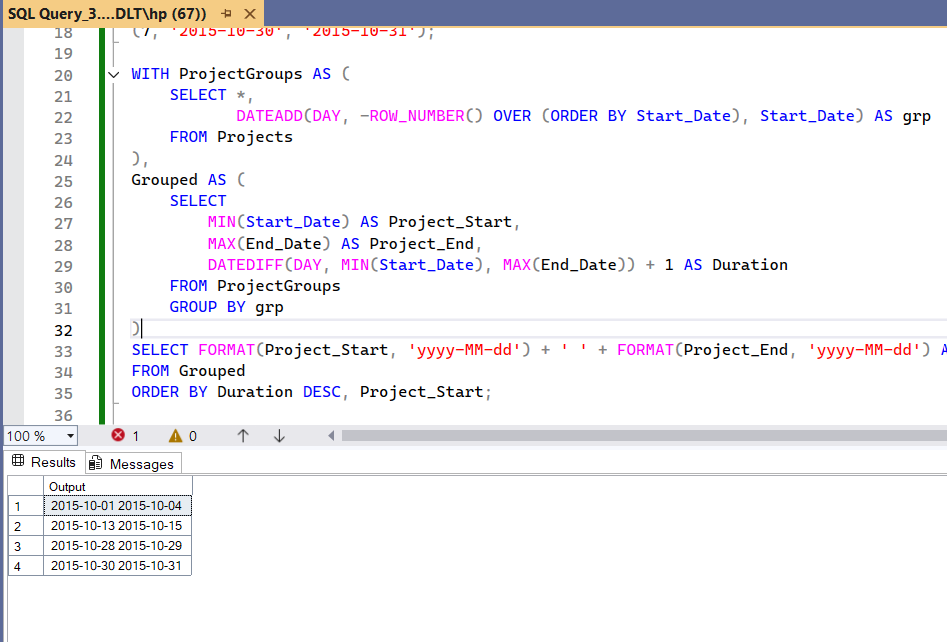 SQL Query_3....DLT\hp (67))
18 (7, '2015-10-30', '2015-10-31');
19
20 WITH ProjectGroups AS (
21 SELECT *,
22 DATEADD(DAY, -ROW_NUMBER() OVER (ORDER BY Start_Date), Start_Date) AS grp
23 FROM Projects
24 ),
25 Grouped AS (
26 SELECT
27 MIN(Start_Date) AS Project_Start,
28 MAX(End_Date) AS Project_End,
29 DATEDIFF(DAY, MIN(Start_Date), MAX(End_Date)) + 1 AS Duration
30 FROM ProjectGroups
31 GROUP BY grp
32 )
33 SELECT FORMAT(Project_Start, 'yyyy-MM-dd') + ' ' + FORMAT(Project_End, 'yyyy-MM-dd')
34 FROM Grouped
35 ORDER BY Duration DESC, Project_Start;
36
100 % 1 0
Results Messages
Output
1 2015-10-01 2015-10-04
2 2015-10-13 2015-10-15
3 2015-10-28 2015-10-29
4 2015-10-30 2015-10-31